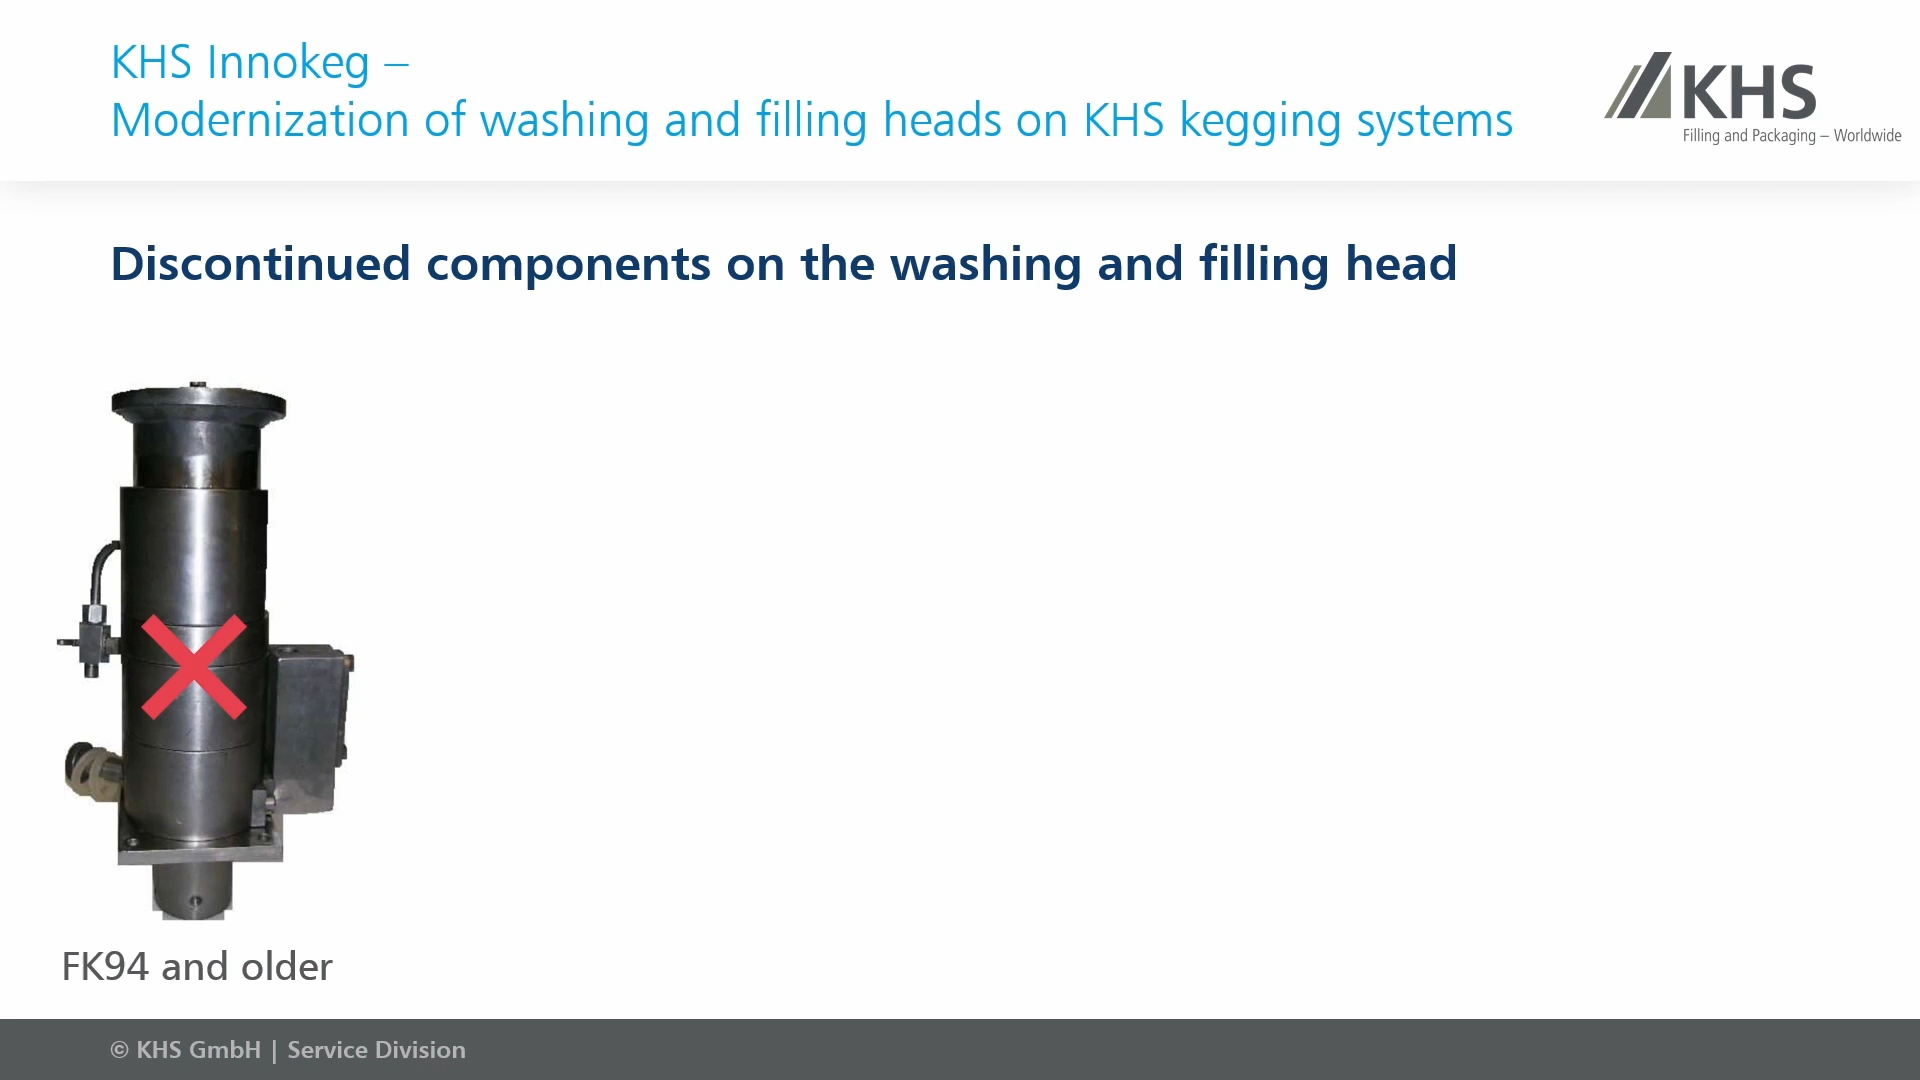 KHS Innokeg –
Modernization of washing and filling heads on KHS kegging systems
KHS
Filling and Packaging – Worldwide
Discontinued components on the washing and filling head
FK94 and older
© KHS GmbH | Service Division